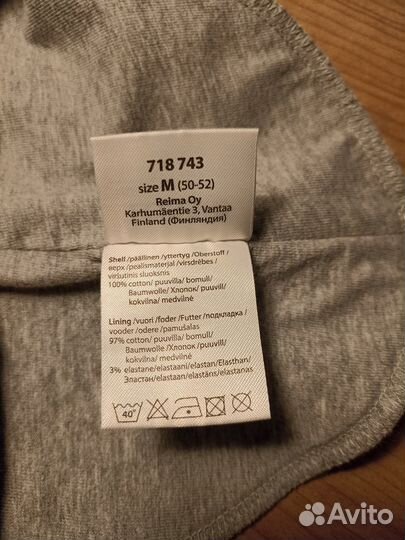 718 743
size M (50-52)
Reima Oy
Karhumäentie 3, Vantaa
Finland (Финляндия)
Shell/päällinen/yttertyg/Oberstoff/
верх/pealismaterjal/virsdrēbes/
viršutinis sluoksnis
100% cotton/puuvilla/bomull/
Baumwolle/Хлопок/puuvill/
kokvilna/medvilnė
Lining/vuori/foder/Futter/подкладка/
vooder/odere/pamušalas
97% cotton/puuvilla/bomull/
Baumwolle/Хлопок/puuvill/
kokvilna/medvilnė
3% elastane/elastaani/elastan/Elasthan/
Эластан/elastaan/elastāns/elastanas
40°
Avito